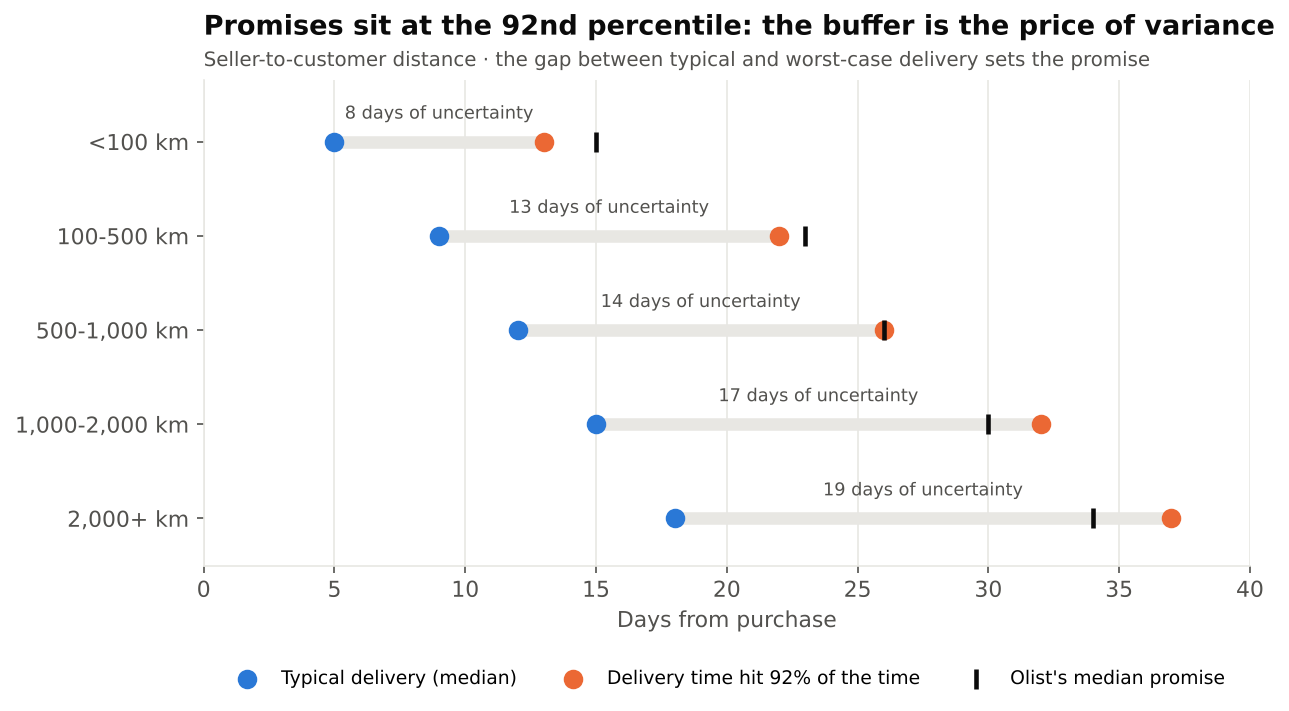 Promises sit at the 92nd percentile: the buffer is the price of variance
Seller-to-customer distance · the gap between typical and worst-case delivery sets the promise
8 days of uncertainty
<100 km
13 days of uncertainty
100-500 km
14 days of uncertainty
500-1,000 km
17 days of uncertainty
1,000-2,000 km
19 days of uncertainty
2,000+ km
0 5 10 15 20 25 30 35 40
Days from purchase
Typical delivery (median) Delivery time hit 92% of the time Olist's median promise